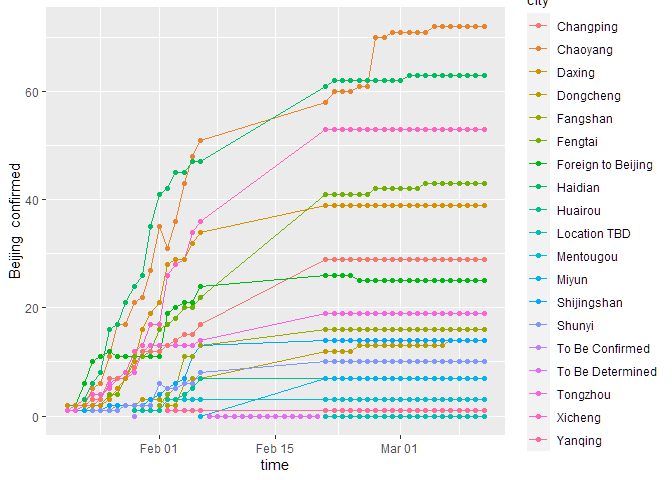 city
Changping
Chaoyang
Daxing
Dongcheng
Fangshan
Fengtai
Foreign to Beijing
Haidian
Huairou
Location TBD
Mentougou
Miyun
Shijingshan
Shunyi
To Be Confirmed
To Be Determined
Tongzhou
Xicheng
Yanqing
Beijing confirmed
60
40
20
0
Feb 01
Feb 15
Mar 01
time